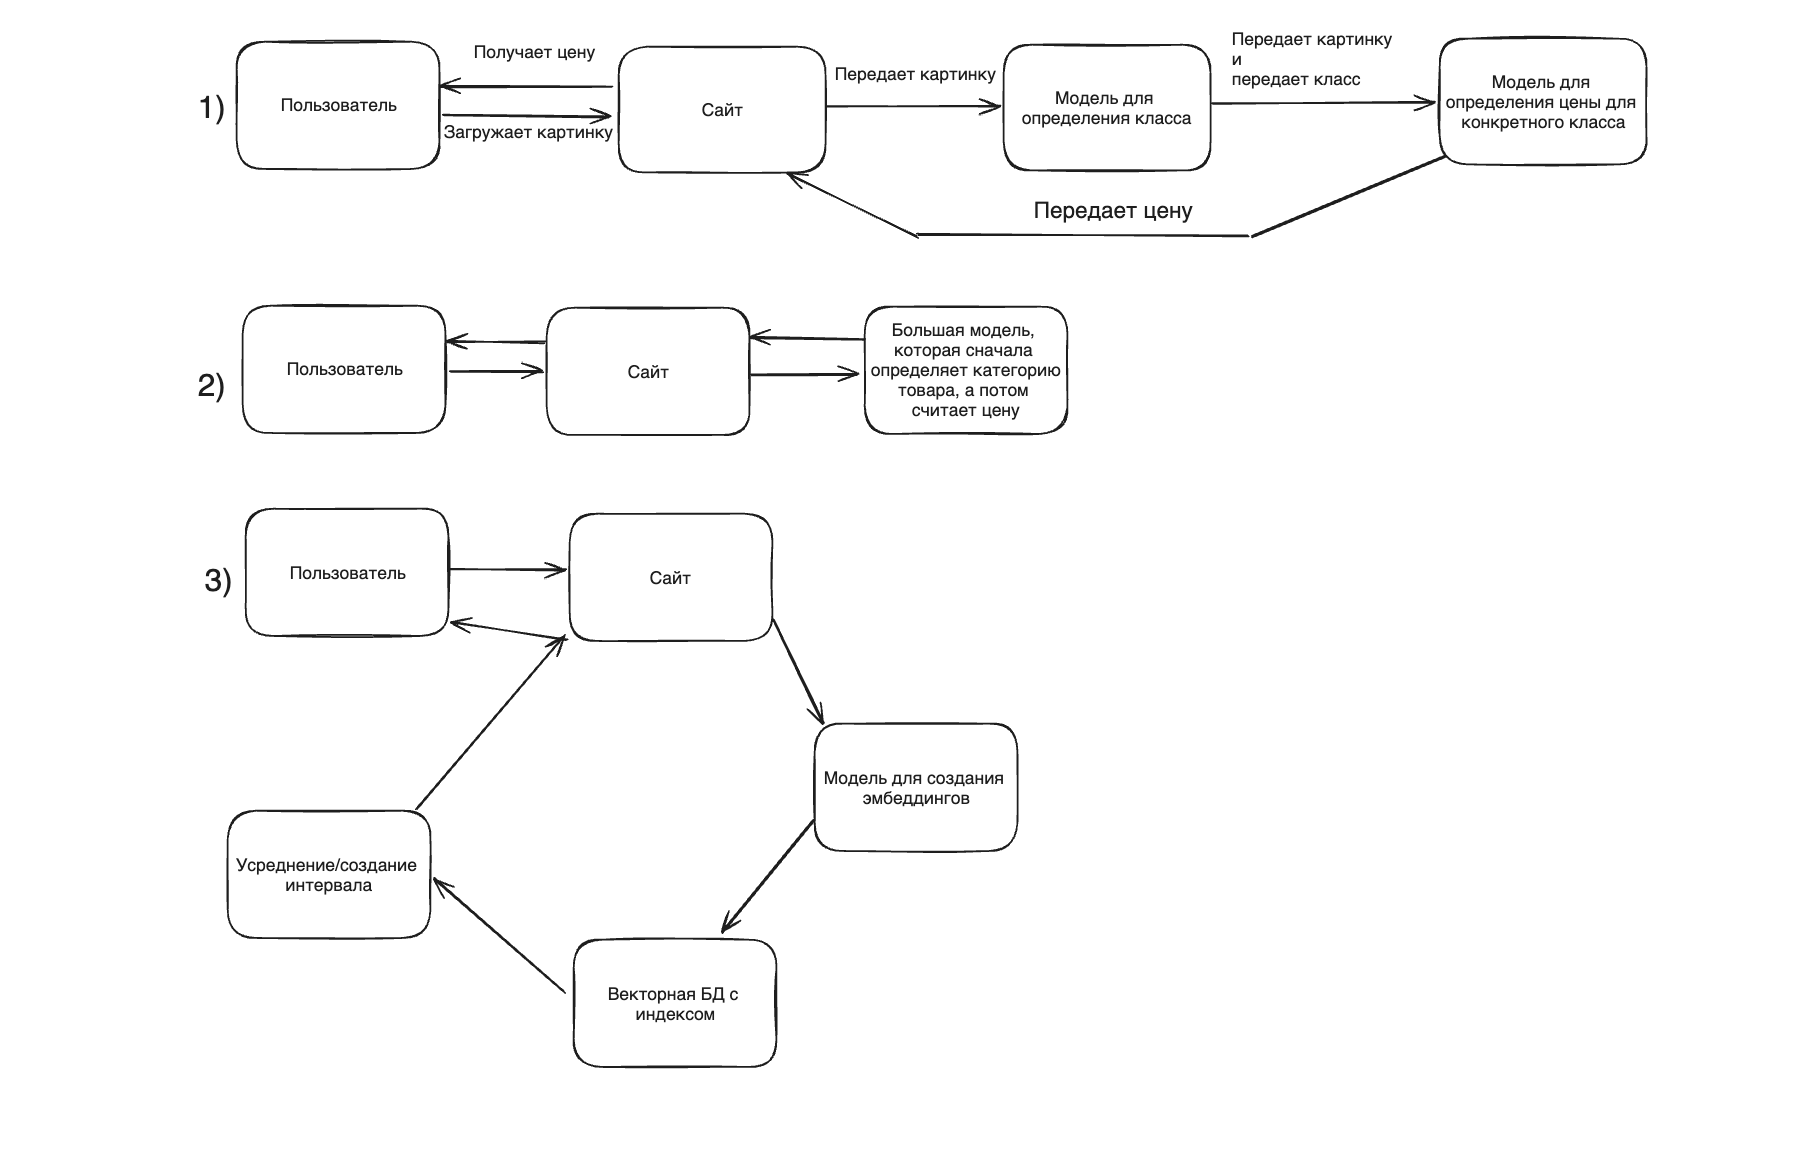 1)
Пользователь
Получает цену
Загружает картинку
Сайт
Передает картинку
Модель для
определения класса
Передает картинку
и
передает класс
Модель для
определения цены для
конкретного класса
Передает цену
2)
Пользователь
Сайт
Большая модель,
которая сначала
определяет категорию
товара, а потом
считает цену
3)
Пользователь
Сайт
Модель для создания
эмбеддингов
Усреднение/создание
интервала
Векторная БД с
индексом